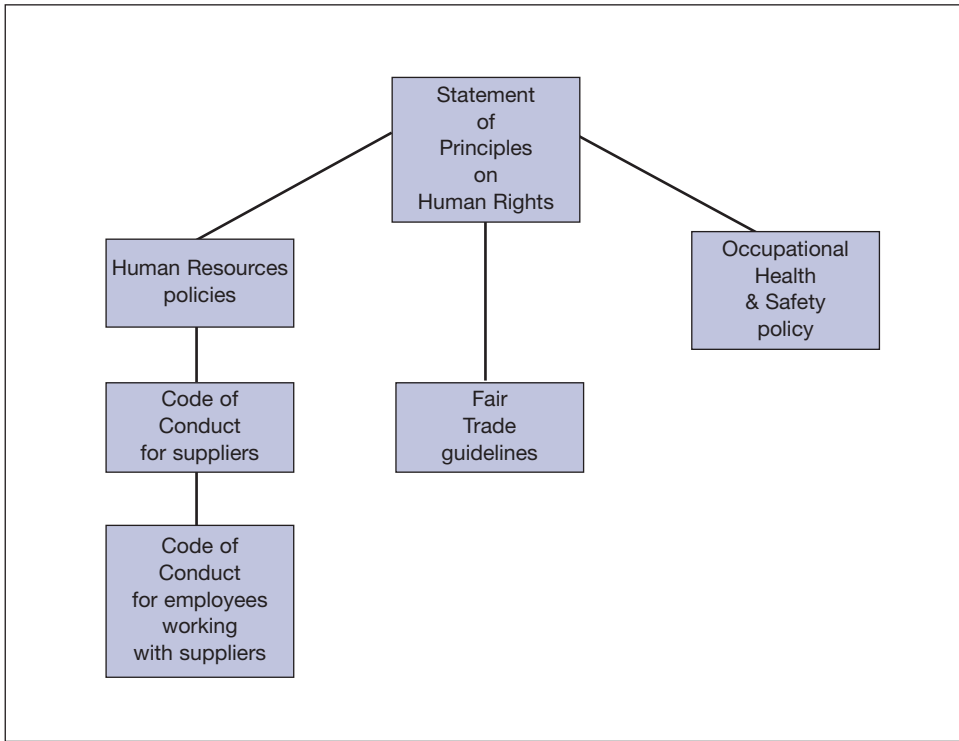 Statement
of
Principles
on
Human Rights
Human Resources
policies
Occupational
Health
& Safety
policy
Code of
Conduct
for suppliers
Fair
Trade
guidelines
Code of
Conduct
for employees
working
with suppliers